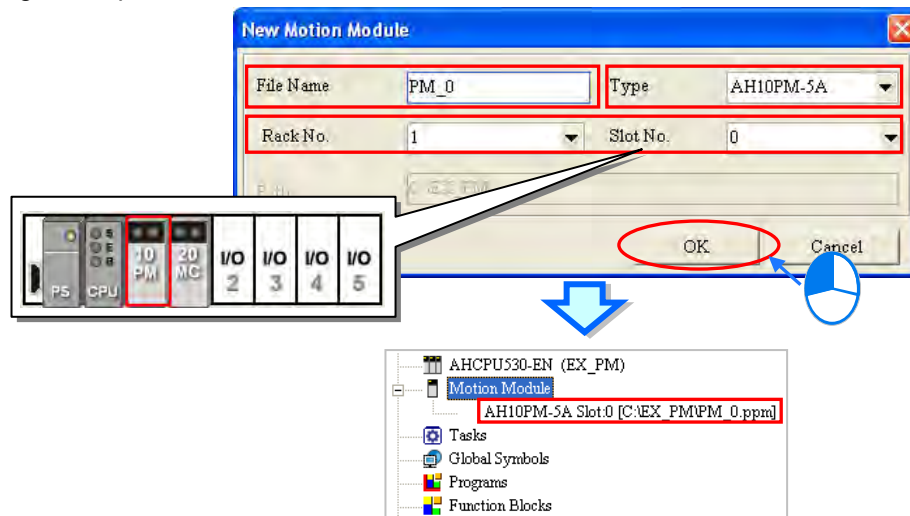 New Motion Module
File Name PM_0 Type AH10PM-5A
Rack No. 1 Slot No. 0
OK Cancel
PS CPU 10 PM 20 MC I/O 2 I/O 3 I/O 4 I/O 5
AHCPU530-EN (EX_PM)
Motion Module
AH10PM-5A Slot:0 [C:\EX_PM\PM_0.ppm]
Tasks
Global Symbols
Programs
Function Blocks